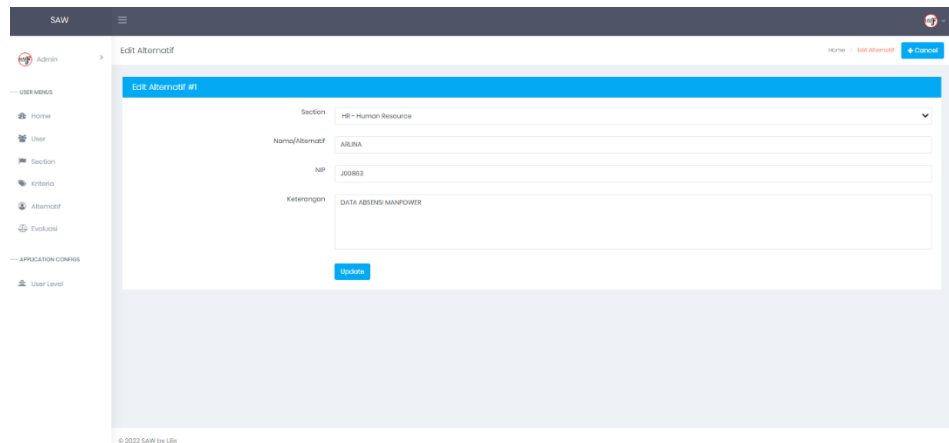 SAW
Admin
Edit Alternatif
Home > Edit Alternatif
Cancel
USER MENUS
Home
User
Section
Kriteria
Alternatif
Evaluasi
APPLICATION CONFIGS
User Level
Edit Alternatif #1
Section
HR - Human Resource
Nama/Alternatif
ARLINA
NIP
J00863
Keterangan
DATA ABSENSI MANPOWER
Update
© 2022 SAW by Lilis